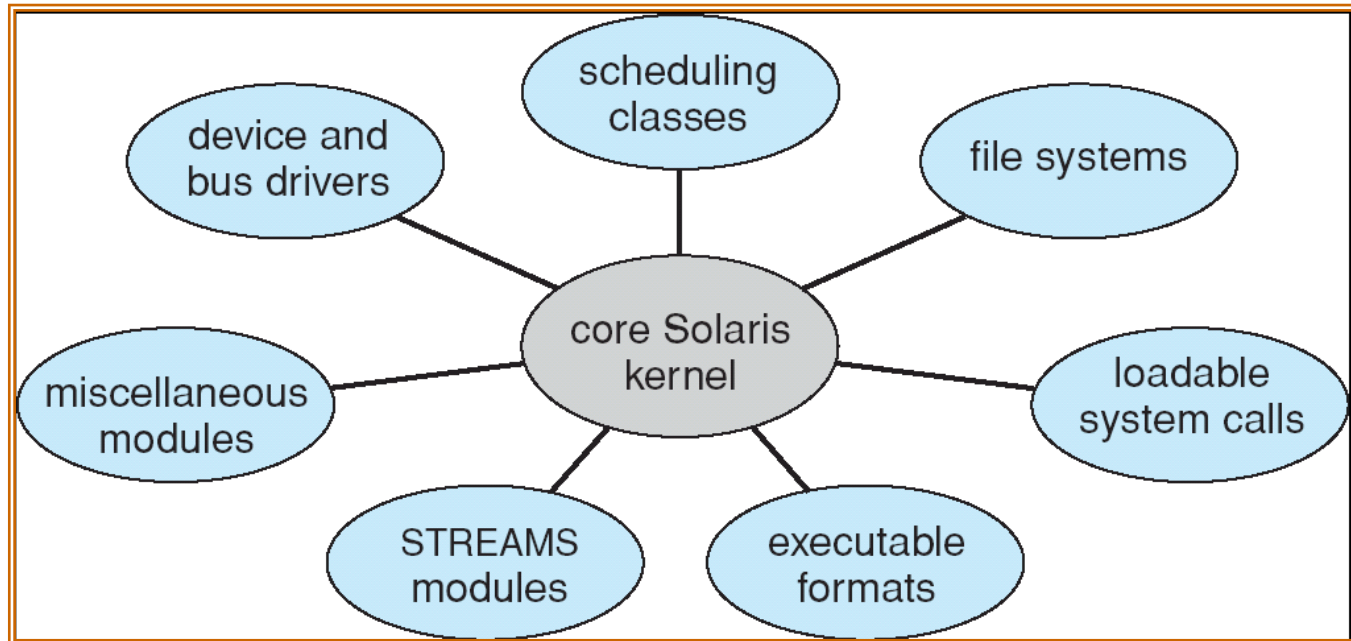 scheduling
classes
device and
bus drivers
file systems
core Solaris
kernel
miscellaneous
modules
loadable
system calls
STREAMS
modules
executable
formats